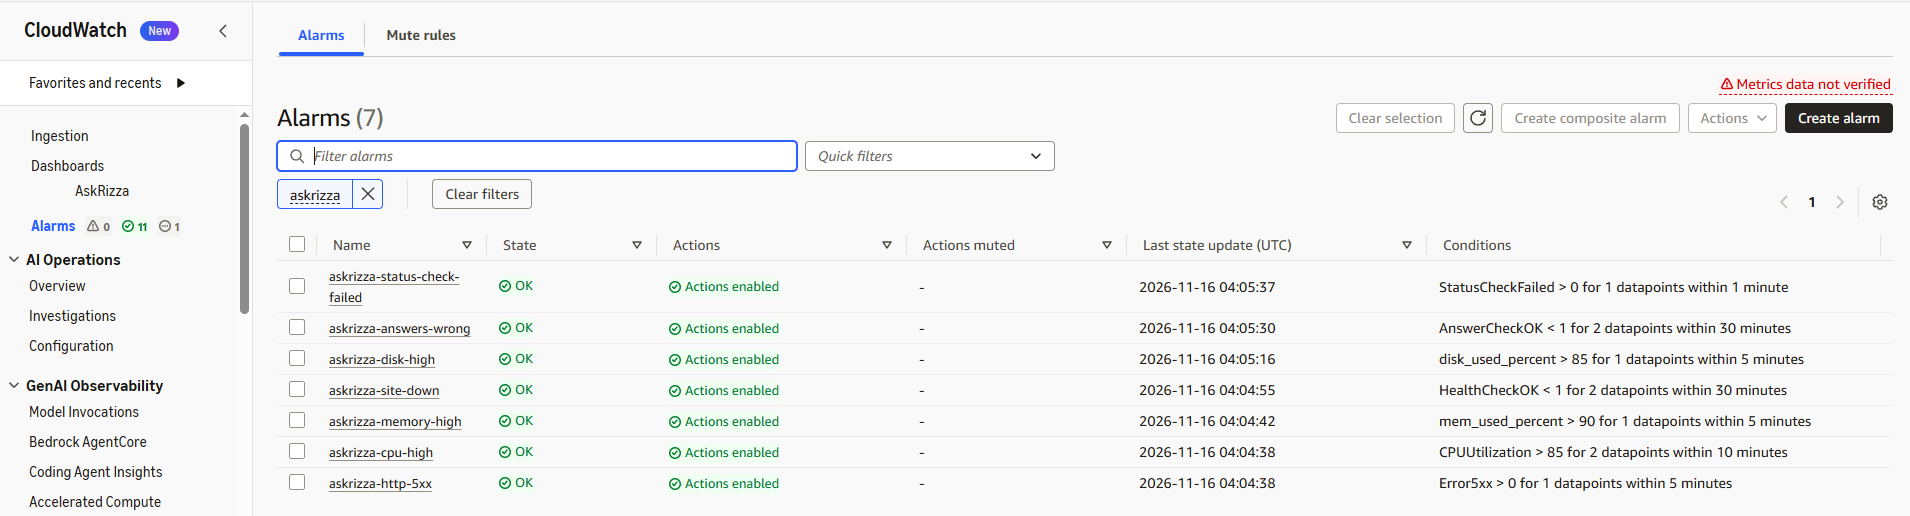 CloudWatch New
Favorites and recents
Ingestion
Dashboards
AskRizza
Alarms 0 11 1
AI Operations
Overview
Investigations
Configuration
GenAI Observability
Model Invocations
Bedrock AgentCore
Coding Agent Insights
Accelerated Compute
Alarms Mute rules
Metrics data not verified
Alarms (7)
Clear selection Create composite alarm Actions Create alarm
Filter alarms Quick filters
askrizza Clear filters
1
Name State Actions Actions muted Last state update (UTC) Conditions
askrizza-status-check-
failed OK Actions enabled - 2026-11-16 04:05:37 StatusCheckFailed > 0 for 1 datapoints within 1 minute
askrizza-answers-wrong OK Actions enabled - 2026-11-16 04:05:30 AnswerCheckOK < 1 for 2 datapoints within 30 minutes
askrizza-disk-high OK Actions enabled - 2026-11-16 04:05:16 disk_used_percent > 85 for 1 datapoints within 5 minutes
askrizza-site-down OK Actions enabled - 2026-11-16 04:04:55 HealthCheckOK < 1 for 2 datapoints within 30 minutes
askrizza-memory-high OK Actions enabled - 2026-11-16 04:04:42 mem_used_percent > 90 for 1 datapoints within 5 minutes
askrizza-cpu-high OK Actions enabled - 2026-11-16 04:04:38 CPUUtilization > 85 for 2 datapoints within 10 minutes
askrizza-http-5xx OK Actions enabled - 2026-11-16 04:04:38 Error5xx > 0 for 1 datapoints within 5 minutes